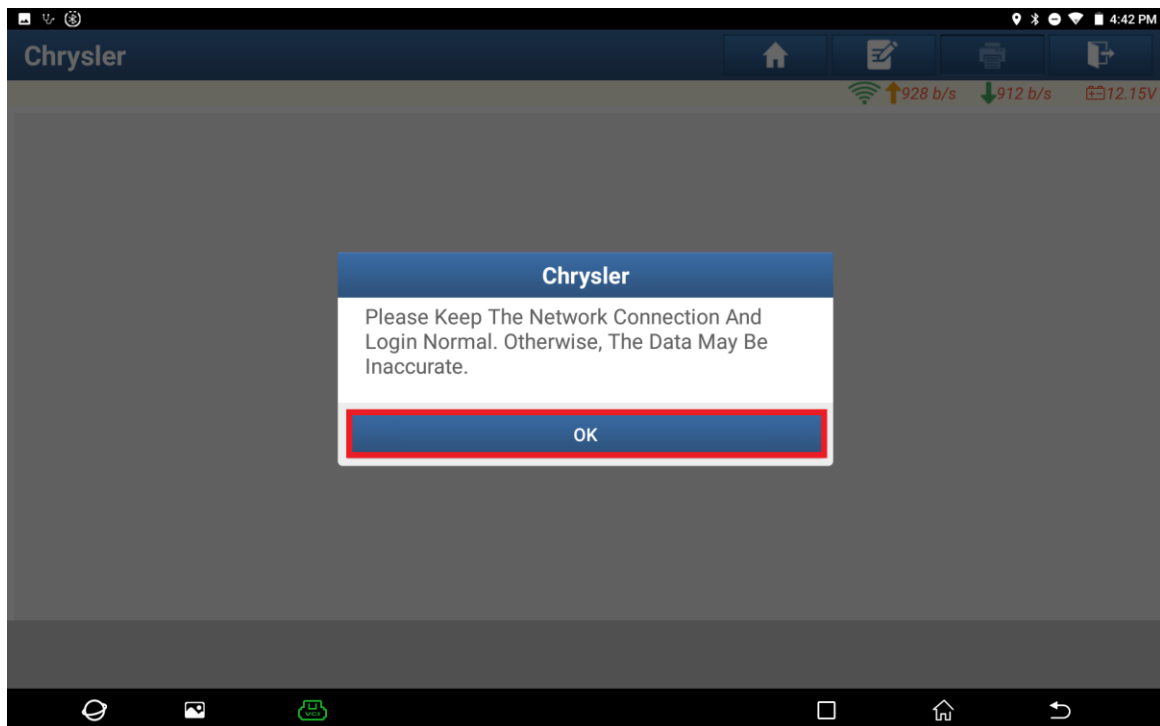 4:42 PM
Chrysler
928 b/s 912 b/s 12.15V
Chrysler
Please Keep The Network Connection And
Login Normal. Otherwise, The Data May Be
Inaccurate.
OK
VCI